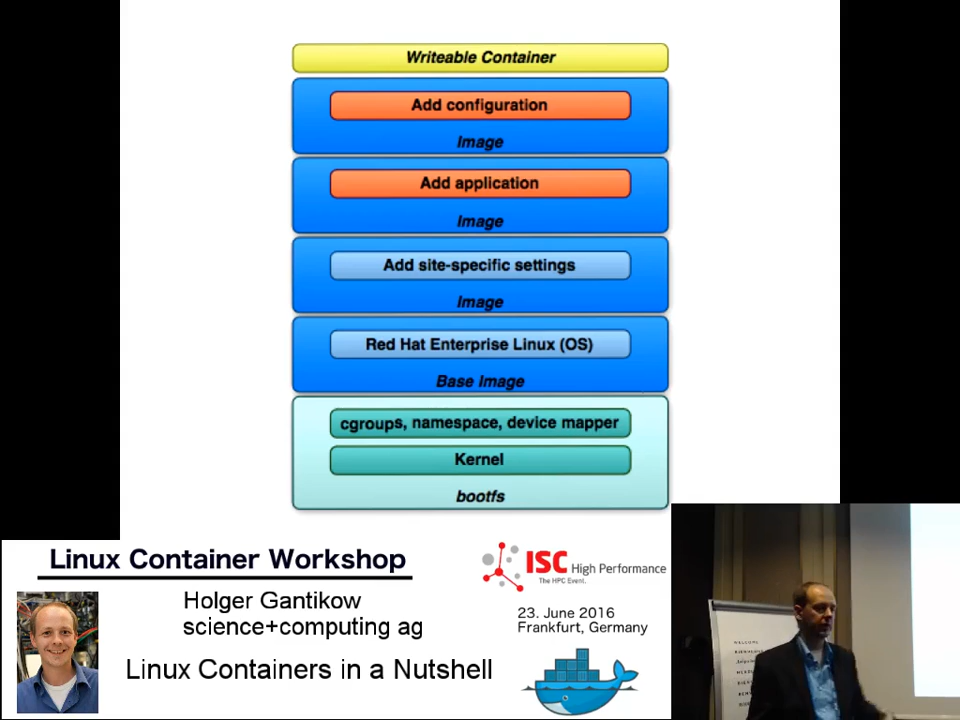 Writeable Container
Add configuration
Image
Add application
Image
Add site-specific settings
Image
Red Hat Enterprise Linux (OS)
Base Image
cgroups, namespace, device mapper
Kernel
bootfs
Linux Container Workshop
Holger Gantikow
science+computing ag
Linux Containers in a Nutshell
ISC High Performance
The HPC Event.
23. June 2016
Frankfurt, Germany
WELCOME